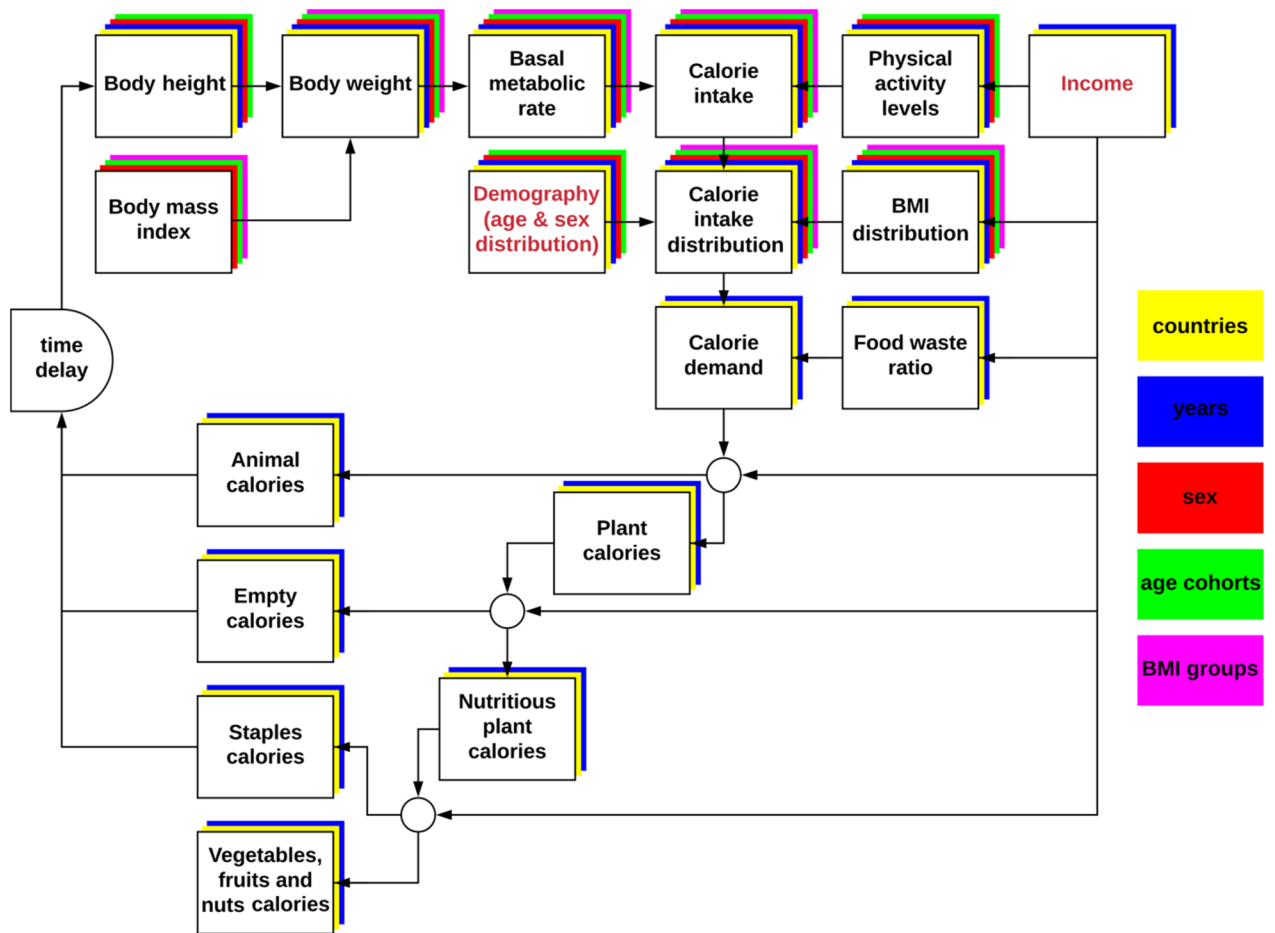 Body height
Body weight
Basal
metabolic
rate
Calorie
intake
Physical
activity
levels
Income
Body mass
index
Demography
(age & sex
distribution)
Calorie
intake
distribution
BMI
distribution
time
delay
Calorie
demand
Food waste
ratio
countries
years
sex
age cohorts
BMI groups
Animal
calories
Plant
calories
Empty
calories
Nutritious
plant
calories
Staples
calories
Vegetables,
fruits and
nuts calories